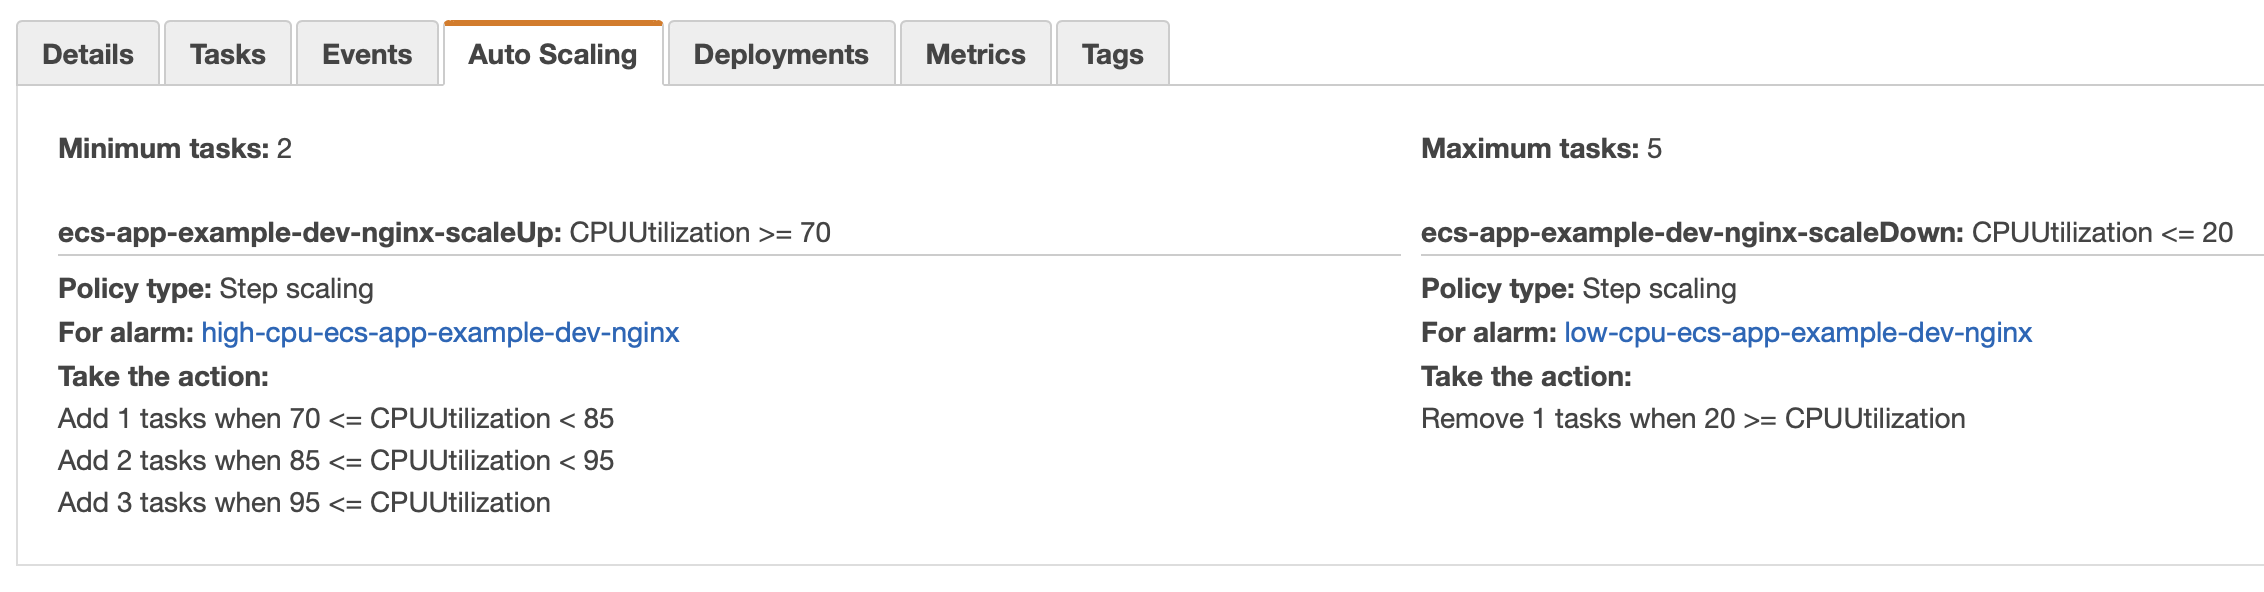 Details Tasks Events Auto Scaling Deployments Metrics Tags
Minimum tasks: 2
Maximum tasks: 5
ecs-app-example-dev-nginx-scaleUp: CPUUtilization >= 70
Policy type: Step scaling
For alarm: high-cpu-ecs-app-example-dev-nginx
Take the action:
Add 1 tasks when 70 <= CPUUtilization < 85
Add 2 tasks when 85 <= CPUUtilization < 95
Add 3 tasks when 95 <= CPUUtilization
ecs-app-example-dev-nginx-scaleDown: CPUUtilization <= 20
Policy type: Step scaling
For alarm: low-cpu-ecs-app-example-dev-nginx
Take the action:
Remove 1 tasks when 20 >= CPUUtilization